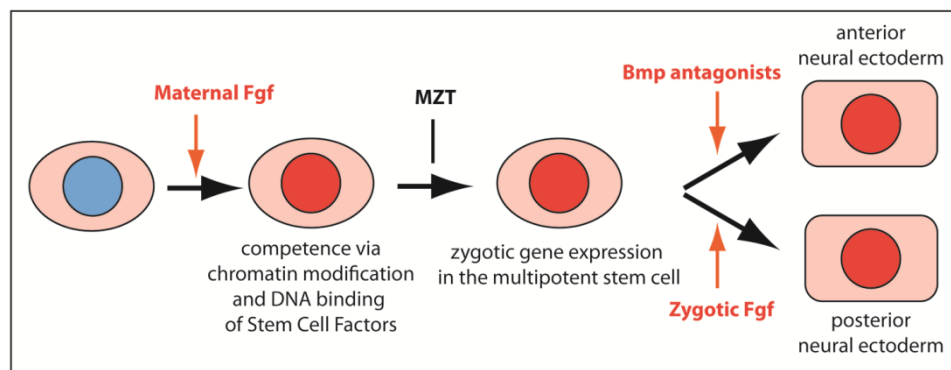 Maternal Fgf
competence via
chromatin modification
and DNA binding
of Stem Cell Factors
MZT
zygotic gene expression
in the multipotent stem cell
Bmp antagonists
Zygotic Fgf
anterior
neural ectoderm
posterior
neural ectoderm